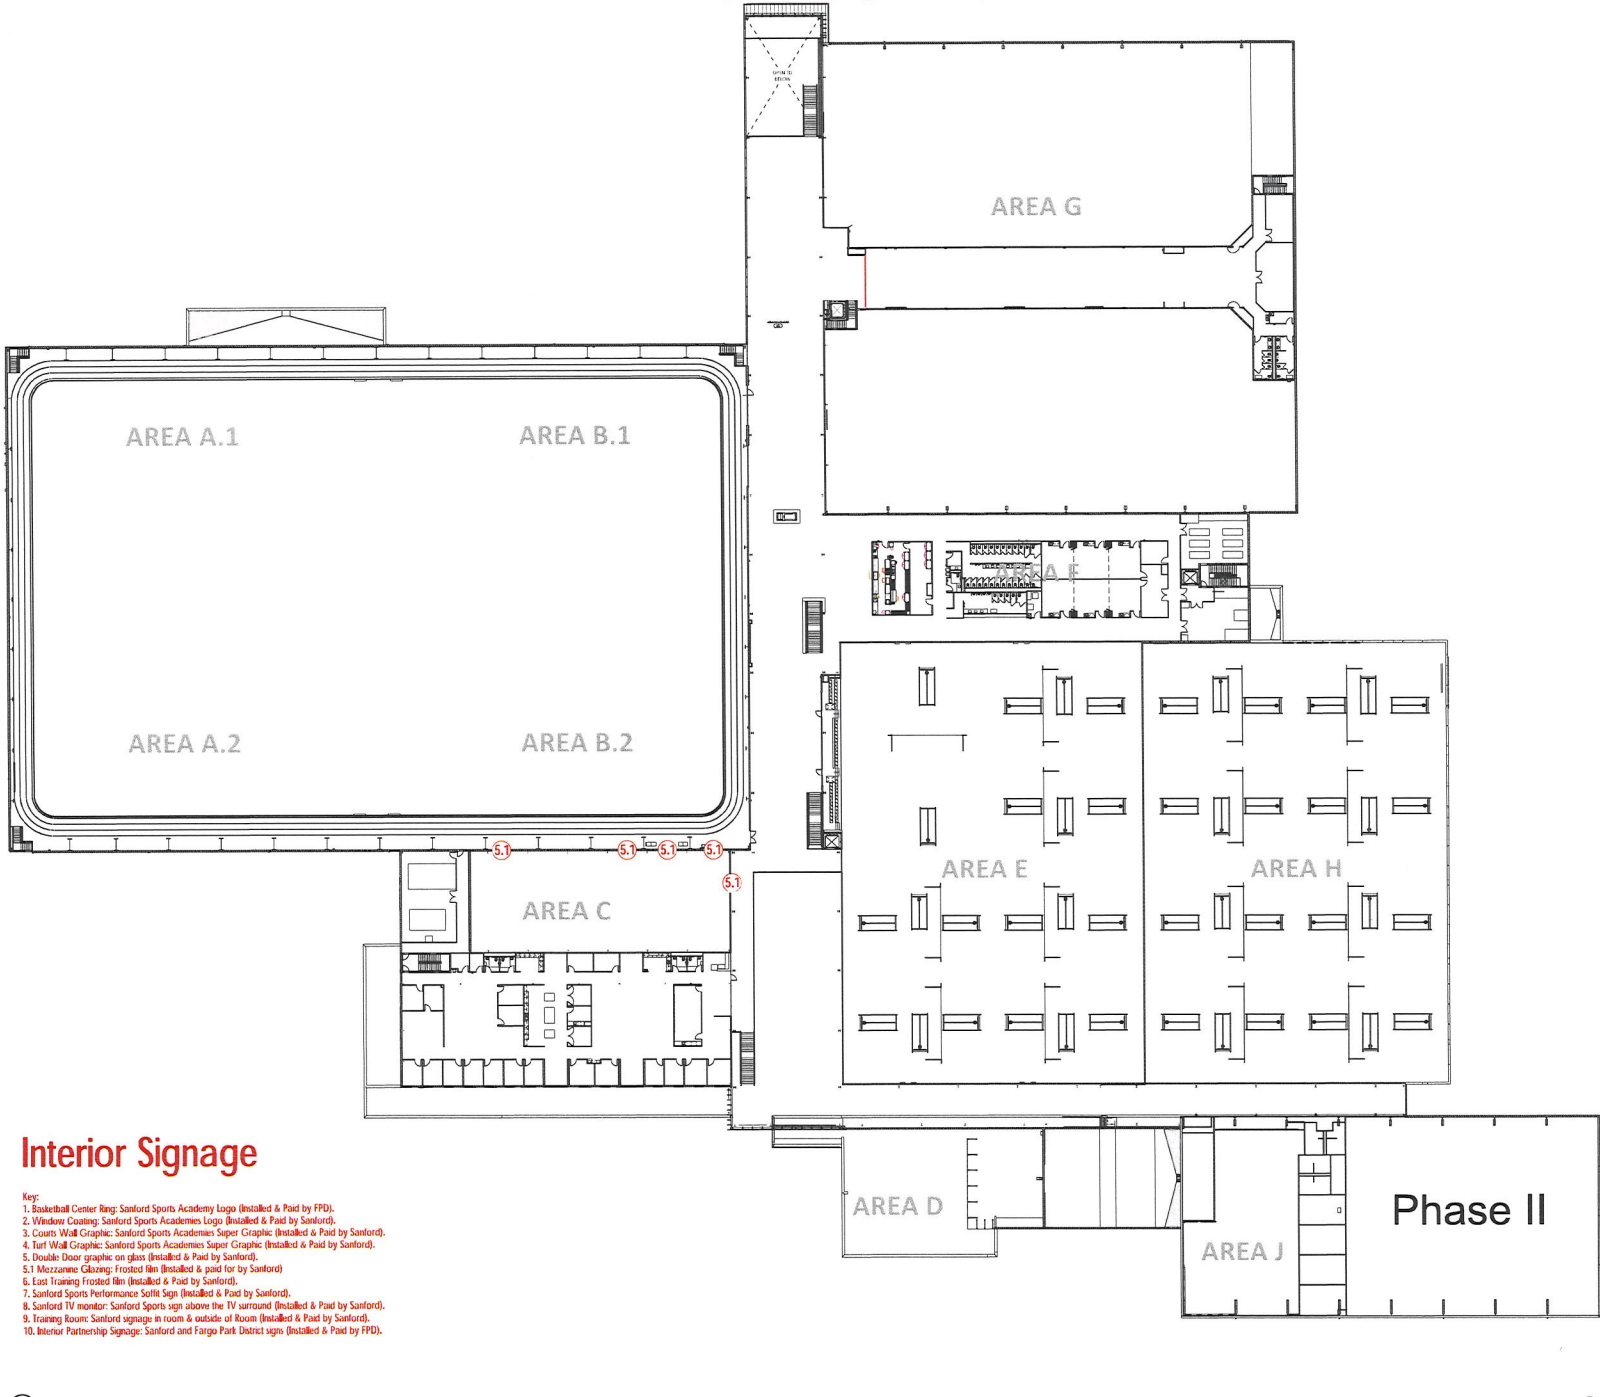 OPEN TO
BELOW
AREA G
AREA A.1
AREA B.1
AREA F
AREA A.2
AREA B.2
5.1
5.1
5.1
5.1
5.1
AREA E
AREA H
AREA C
AREA D
AREA J
Phase II
Interior Signage
Key:
1. Basketball Center Ring: Sanford Sports Academy Logo (Installed & Paid by FPD).
2. Window Coating: Sanford Sports Academies Logo (Installed & Paid by Sanford).
3. Courts Wall Graphic: Sanford Sports Academies Super Graphic (Installed & Paid by Sanford).
4. Turf Wall Graphic: Sanford Sports Academies Super Graphic (Installed & Paid by Sanford).
5. Double Door graphic on glass (Installed & Paid by Sanford).
5.1 Mezzanine Glazing: Frosted film (Installed & paid for by Sanford)
6. East Training Frosted film (Installed & Paid by Sanford).
7. Sanford Sports Performance Soffit Sign (Installed & Paid by Sanford).
8. Sanford TV monitor: Sanford Sports sign above the TV surround (Installed & Paid by Sanford).
9. Training Room: Sanford signage in room & outside of Room (Installed & Paid by Sanford).
10. Interior Partnership Signage: Sanford and Fargo Park District signs (Installed & Paid by FPD).